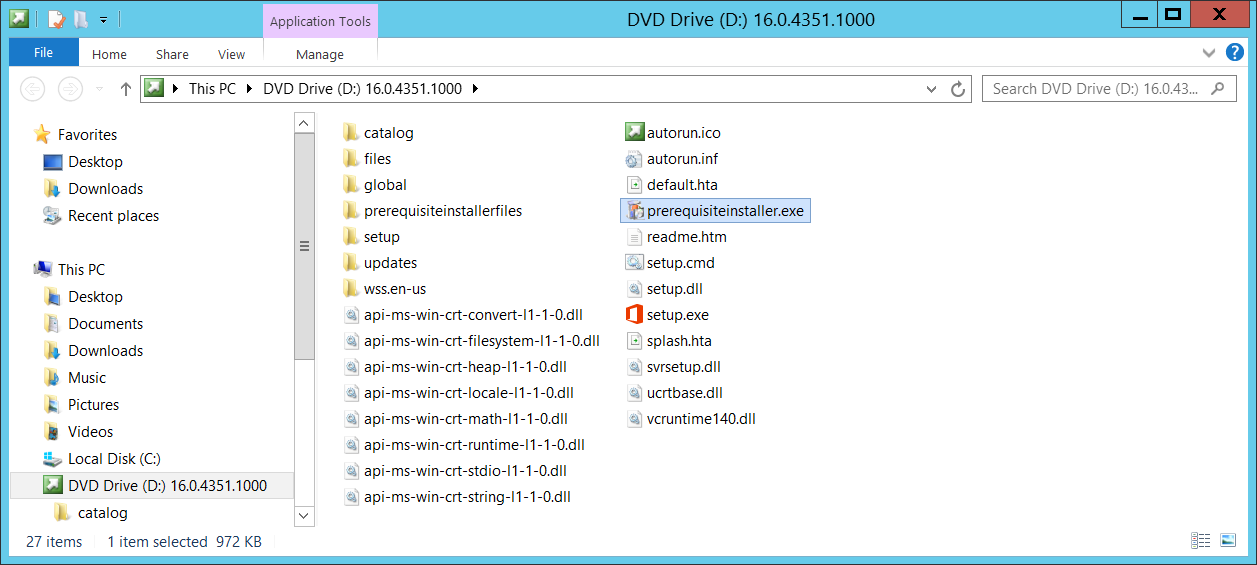 Application Tools
DVD Drive (D:) 16.0.4351.1000
File Home Share View Manage
This PC DVD Drive (D:) 16.0.4351.1000
Search DVD Drive (D:) 16.0.43...
Favorites
Desktop
Downloads
Recent places
This PC
Desktop
Documents
Downloads
Music
Pictures
Videos
Local Disk (C:)
DVD Drive (D:) 16.0.4351.1000
catalog
catalog
files
global
prerequisiteinstallerfiles
setup
updates
wss.en-us
api-ms-win-crt-convert-l1-1-0.dll
api-ms-win-crt-filesystem-l1-1-0.dll
api-ms-win-crt-heap-l1-1-0.dll
api-ms-win-crt-locale-l1-1-0.dll
api-ms-win-crt-math-l1-1-0.dll
api-ms-win-crt-runtime-l1-1-0.dll
api-ms-win-crt-stdio-l1-1-0.dll
api-ms-win-crt-string-l1-1-0.dll
autorun.ico
autorun.inf
default.hta
prerequisiteinstaller.exe
readme.htm
setup.cmd
setup.dll
setup.exe
splash.hta
svrsetup.dll
ucrtbase.dll
vcruntime140.dll
27 items 1 item selected 972 KB